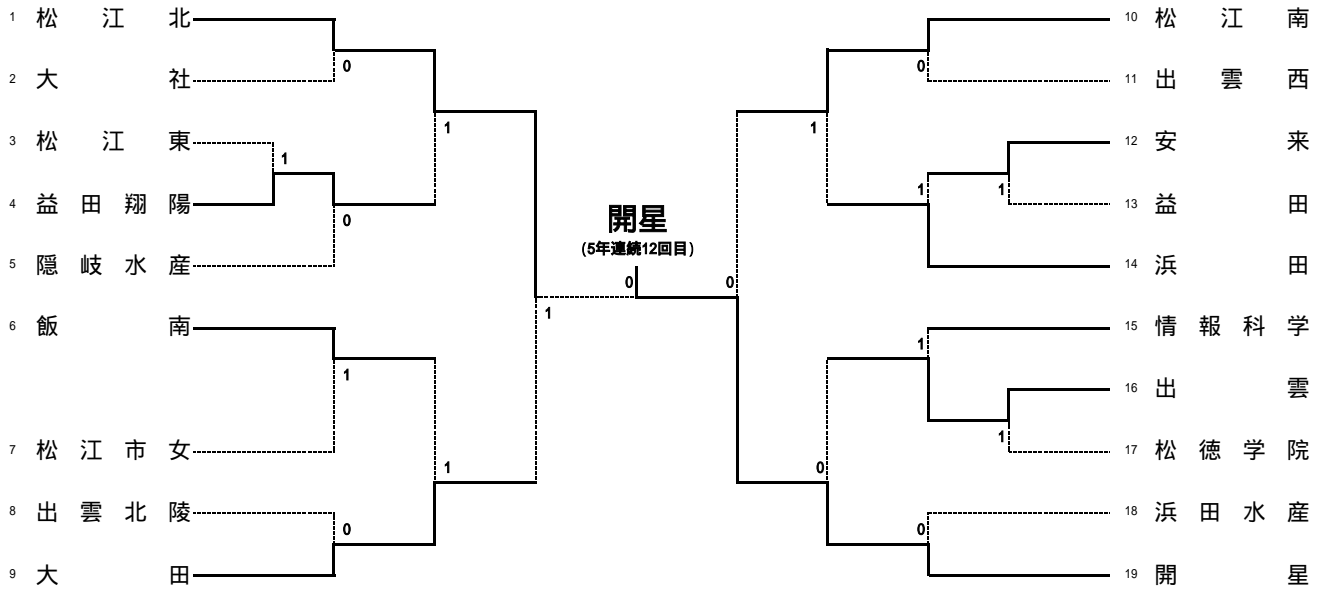 1 松江北
2 大社
0
3 松江東
1
4 益田翔陽
0
5 隠岐水産
1
6 飯南
1
7 松江市女
8 出雲北陵
0
9 大田
1
1
開星
(5年連続12回目)
0
0
10 松江南
0
11 出雲西
1
12 安来
1
1
13 益田
14 浜田
15 情報科学
1
16 出雲
1
17 松徳学院
0
18 浜田水産
0
19 開星